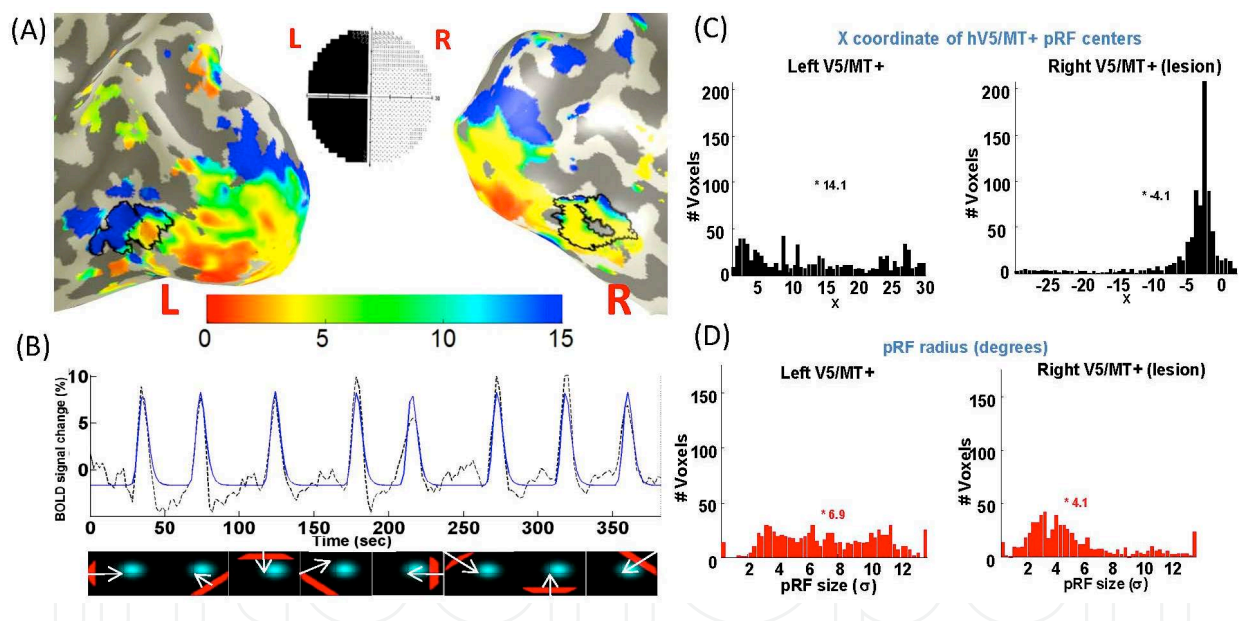 (A)
L
R
L
R
0 5 10 15
(B)
BOLD signal change (%)
10
5
0
0 50 100 150 200 250 300 350
Time (sec)
(C)
X coordinate of hV5/MT+ pRF centers
Left V5/MT+
Right V5/MT+ (lesion)
# Voxels
200
150
100
50
0
* 14.1
5 10 15 20 25 30
X
# Voxels
200
150
100
50
0
* -4.1
-25 -20 -15 -10 -5 0
X
(D)
pRF radius (degrees)
Left V5/MT+
Right V5/MT+ (lesion)
# Voxels
150
100
50
0
* 6.9
2 4 6 8 10 12
pRF size (σ)
# Voxels
150
100
50
0
* 4.1
2 4 6 8 10 12
pRF size (σ)